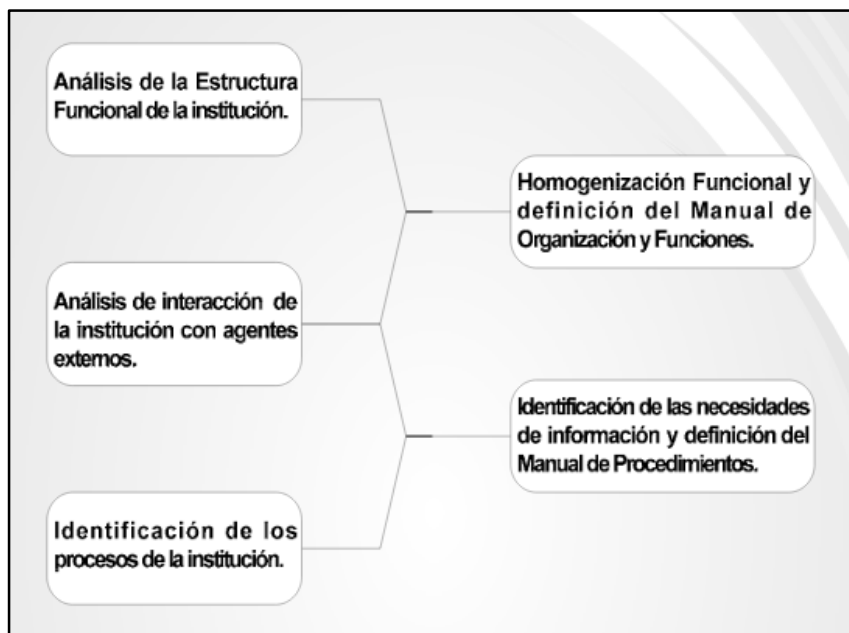 Análisis de la Estructura
Funcional de la institución.
Homogenización Funcional y
definición del Manual de
Organización y Funciones.
Análisis de interacción de
la institución con agentes
externos.
Identificación de las necesidades
de información y definición del
Manual de Procedimientos.
Identificación de los
procesos de la institución.